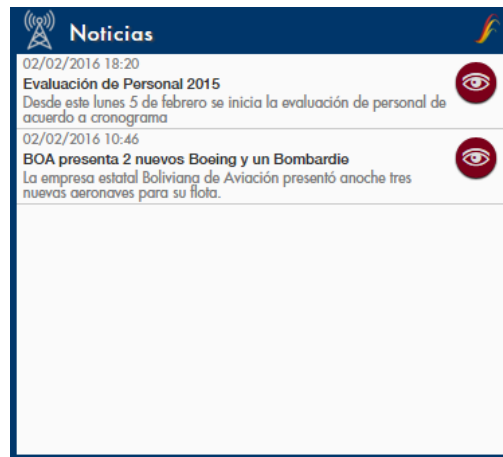 Noticias
02/02/2016 18:20
Evaluación de Personal 2015
Desde este lunes 5 de febrero se inicia la evaluación de personal de
acuerdo a cronograma
02/02/2016 10:46
BOA presenta 2 nuevos Boeing y un Bombardie
La empresa estatal Boliviana de Aviación presentó anoche tres
nuevas aeronaves para su flota.